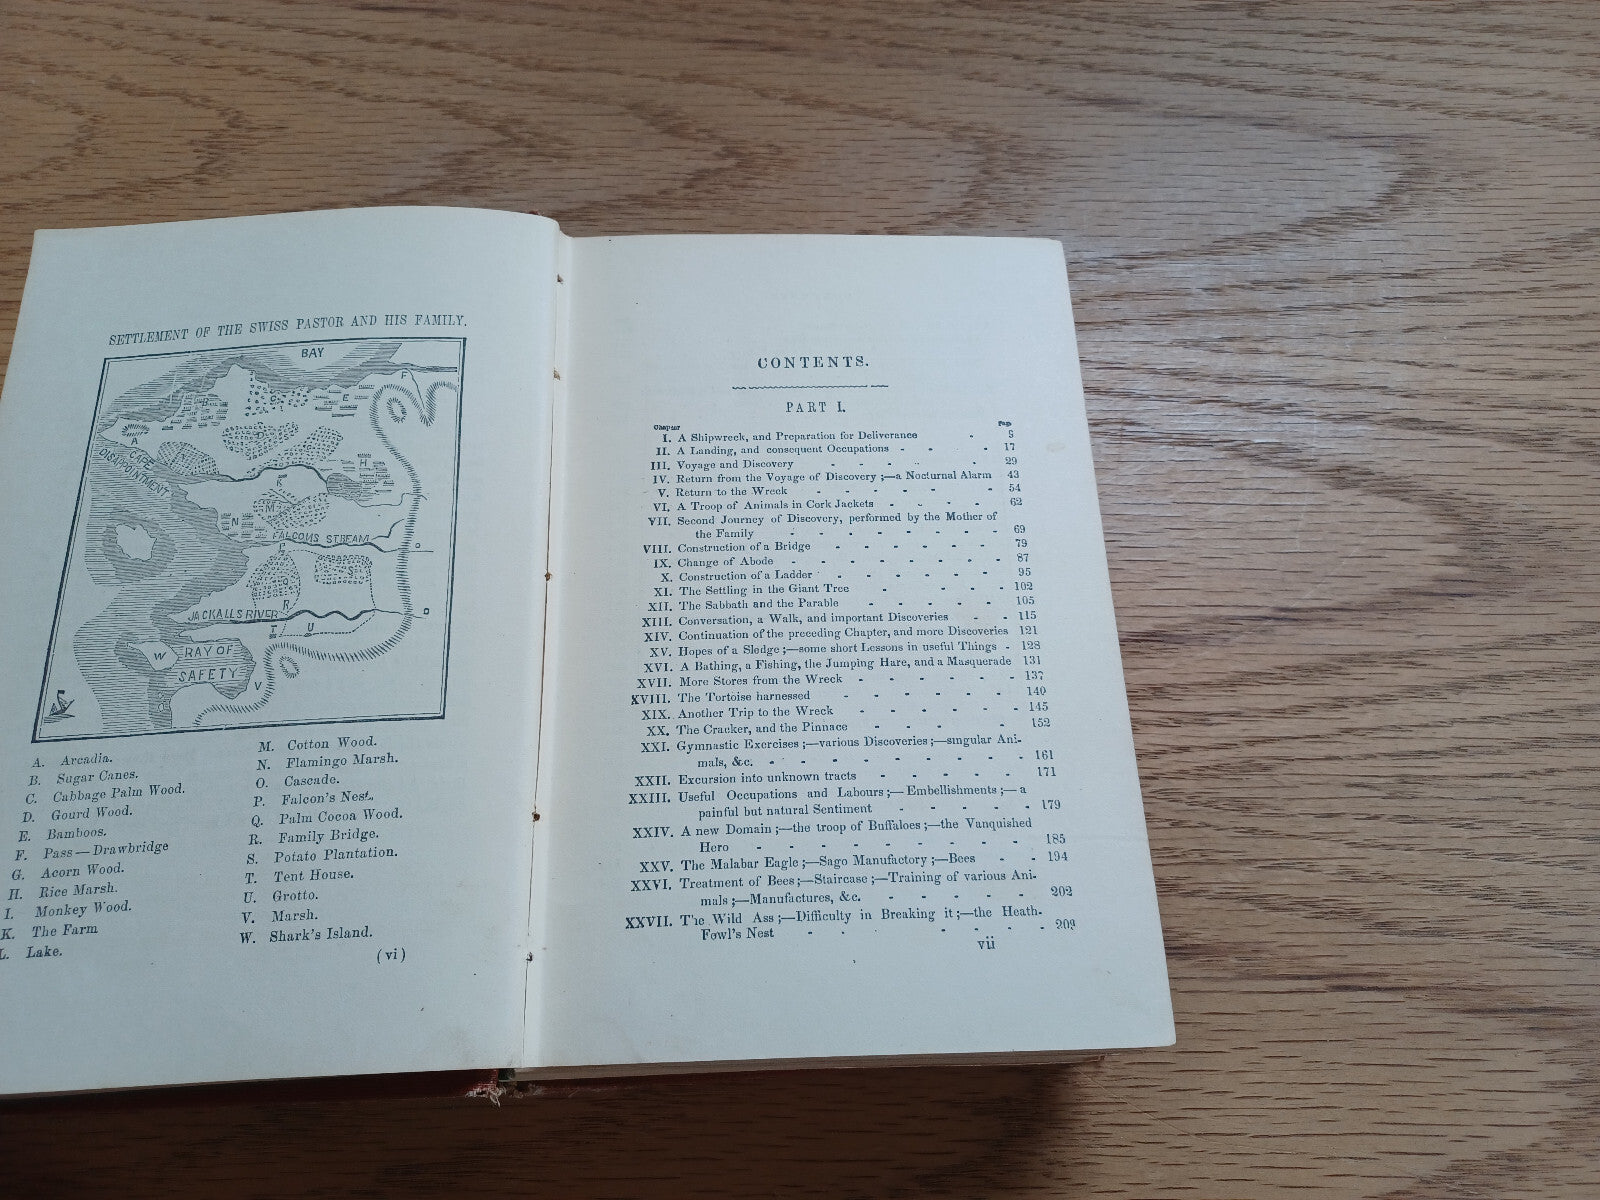 SETTLEMENT OF THE SWISS PASTOR AND HIS FAMILY.
BAY
F
B
C
E
A
D
CAPE
DISAPPOINTMENT
H
K
M
N
FALCONS STREAM
O
P
Q
R
JACKALLS RIVER
O
T
U
W
BAY OF
SAFETY
V
A. Arcadia.
B. Sugar Canes.
C. Cabbage Palm Wood.
D. Gourd Wood.
E. Bamboos.
F. Pass—Drawbridge
G. Acorn Wood.
H. Rice Marsh.
I. Monkey Wood.
K. The Farm
L. Lake.
M. Cotton Wood.
N. Flamingo Marsh.
O. Cascade.
P. Falcon's Nest.
Q. Palm Cocoa Wood.
R. Family Bridge.
S. Potato Plantation.
T. Tent House.
U. Grotto.
V. Marsh.
W. Shark's Island.
(vi)
CONTENTS.
PART I.
Chapter Page
I. A Shipwreck, and Preparation for Deliverance - 9
II. A Landing, and consequent Occupations - - - 17
III. Voyage and Discovery - - - - - 29
IV. Return from the Voyage of Discovery ;—a Nocturnal Alarm 43
V. Return to the Wreck - - - - - - 54
VI. A Troop of Animals in Cork Jackets - - - 62
VII. Second Journey of Discovery, performed by the Mother of
the Family - - - - - - - - 69
VIII. Construction of a Bridge - - - - - - 79
IX. Change of Abode - - - - - - - - 87
X. Construction of a Ladder - - - - - - 95
XI. The Settling in the Giant Tree - - - - 102
XII. The Sabbath and the Parable - - - - - 105
XIII. Conversation, a Walk, and important Discoveries - - 115
XIV. Continuation of the preceding Chapter, and more Discoveries 121
XV. Hopes of a Sledge ;—some short Lessons in useful Things - 128
XVI. A Bathing, a Fishing, the Jumping Hare, and a Masquerade 131
XVII. More Stores from the Wreck - - - - - - 137
XVIII. The Tortoise harnessed - - - - - - 140
XIX. Another Trip to the Wreck - - - - - - 145
XX. The Cracker, and the Pinnace - - - - 152
XXI. Gymnastic Exercises ;—various Discoveries ;—singular Ani-
mals, &c. - - - - - - - - - 161
XXII. Excursion into unknown tracts - - - - - 171
XXIII. Useful Occupations and Labours ;—Embellishments ;—a
painful but natural Sentiment - - - - - 179
XXIV. A new Domain ;—the troop of Buffaloes ;—the Vanquished
Hero - - - - - - - - - 185
XXV. The Malabar Eagle ;—Sago Manufactory ;—Bees - - 194
XXVI. Treatment of Bees ;—Staircase ;—Training of various Ani-
mals ;—Manufactures, &c. - - - - - 202
XXVII. The Wild Ass ;—Difficulty in Breaking it ;—the Heath-
Fowl's Nest - - - - - - 209
vii